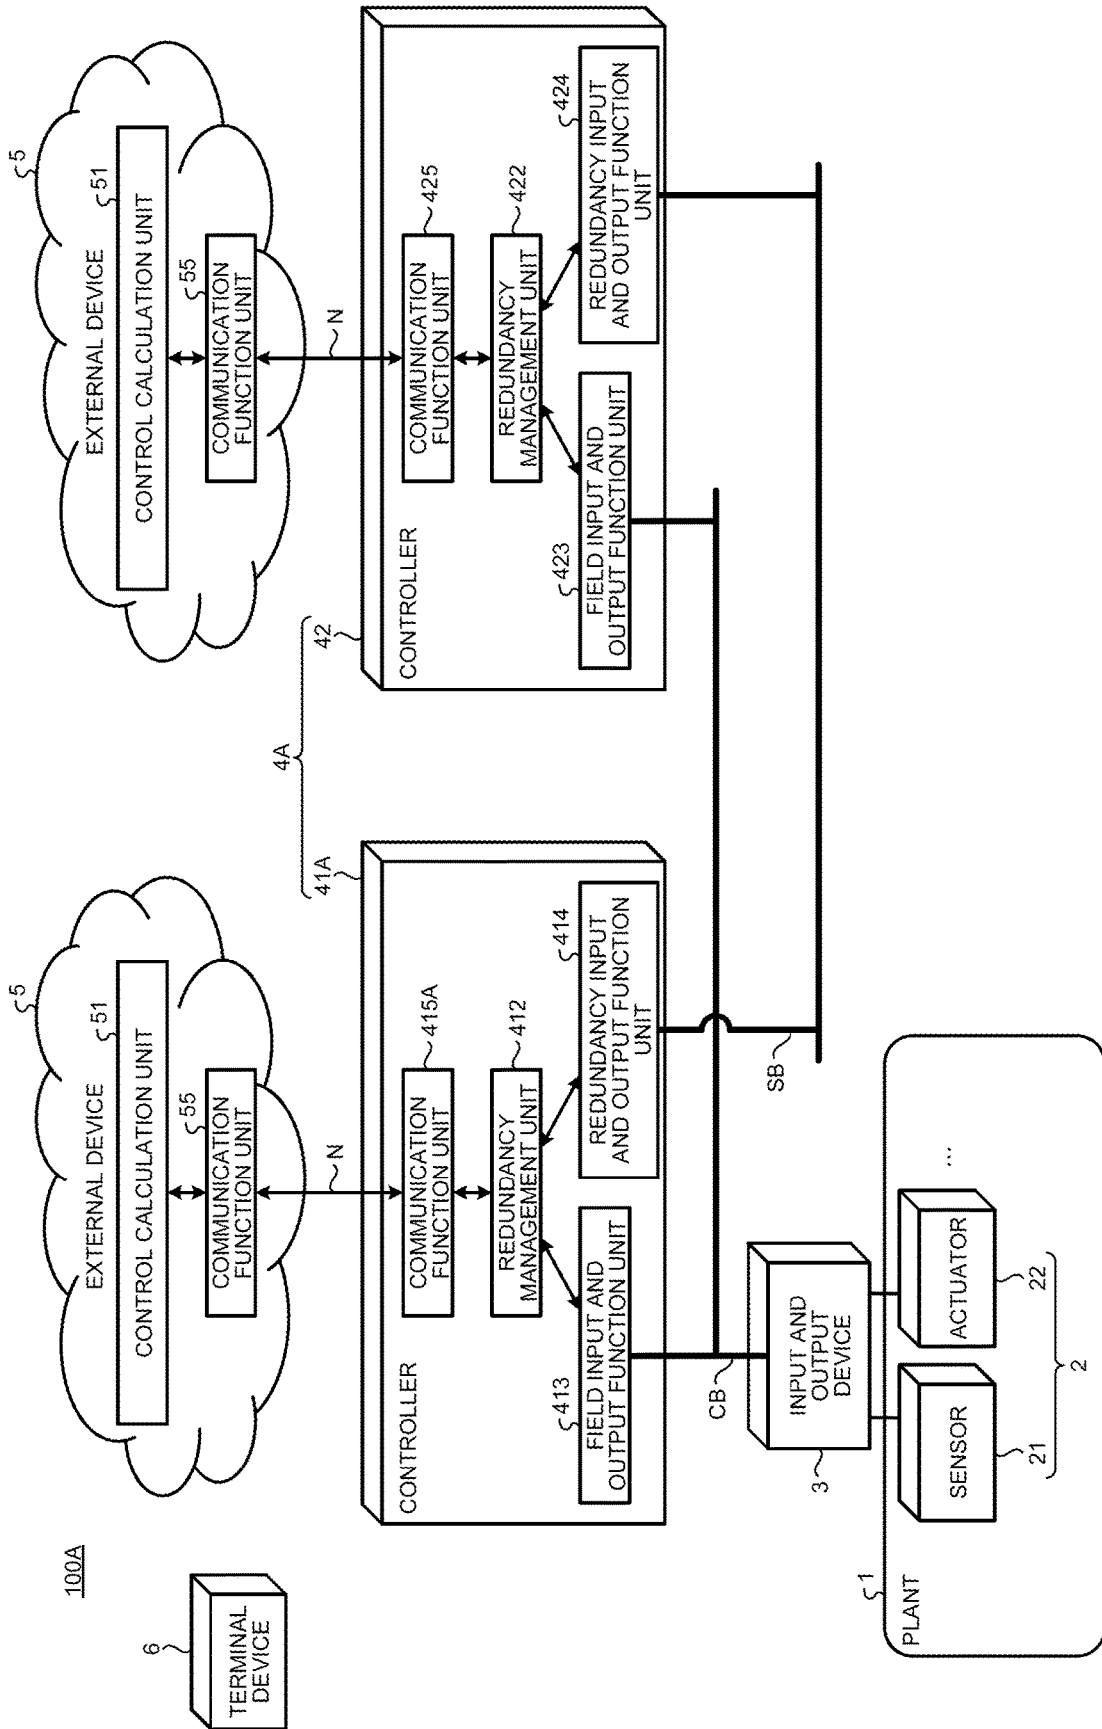 100A
6
TERMINAL
DEVICE
5
EXTERNAL DEVICE
51
CONTROL CALCULATION UNIT
55
COMMUNICATION
FUNCTION UNIT
N
5
EXTERNAL DEVICE
51
CONTROL CALCULATION UNIT
55
COMMUNICATION
FUNCTION UNIT
N
4A
41A
CONTROLLER
415A
COMMUNICATION
FUNCTION UNIT
412
REDUNDANCY
MANAGEMENT UNIT
413
FIELD INPUT AND
OUTPUT FUNCTION UNIT
414
REDUNDANCY INPUT
AND OUTPUT FUNCTION
UNIT
42
CONTROLLER
425
COMMUNICATION
FUNCTION UNIT
422
REDUNDANCY
MANAGEMENT UNIT
423
FIELD INPUT AND
OUTPUT FUNCTION UNIT
424
REDUNDANCY INPUT
AND OUTPUT FUNCTION
UNIT
CB
SB
INPUT AND
OUTPUT
DEVICE
3
1
PLANT
SENSOR
21
ACTUATOR
22
...
2